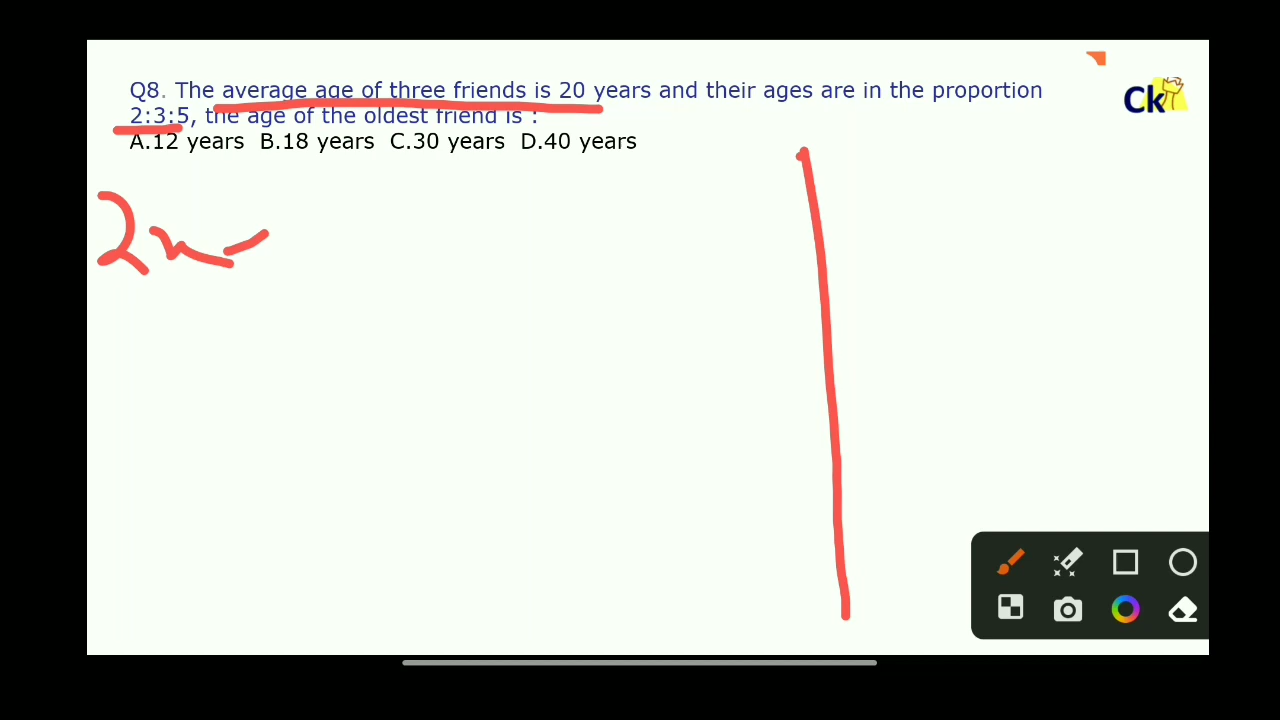 Q8. The average age of three friends is 20 years and their ages are in the proportion
2:3:5, the age of the oldest friend is :
A.12 years B.18 years C.30 years D.40 years
2x
Ck